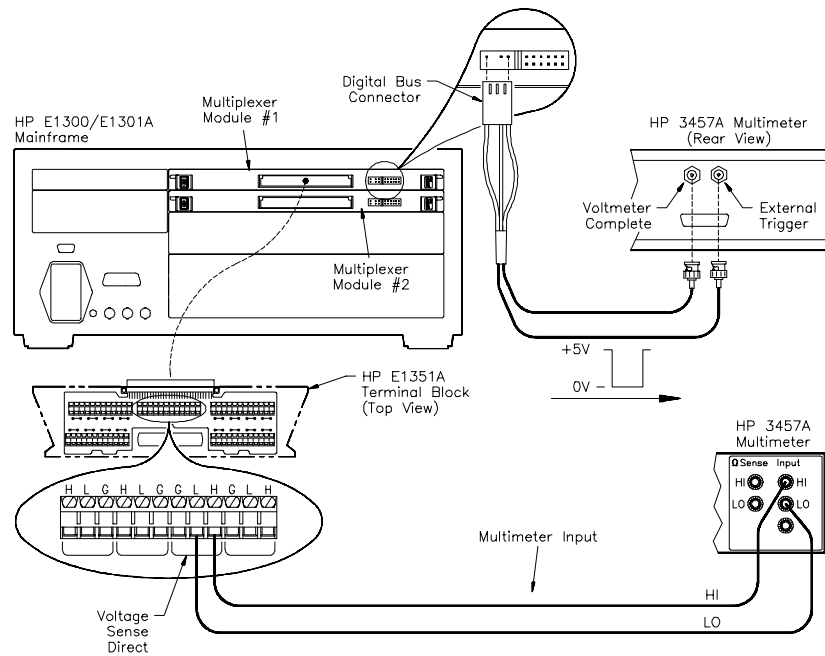 Digital Bus
Connector
Multiplexer
Module #1
HP E1300/E1301A
Mainframe
HP 3457A Multimeter
(Rear View)
Voltmeter
Complete
External
Trigger
Multiplexer
Module #2
+5V
0V
HP E1351A
Terminal Block
(Top View)
HP 3457A
Multimeter
ΩSense Input
HI HI
LO LO
H L G H L G G L H G L H
Multimeter Input
HI
LO
Voltage
Sense
Direct